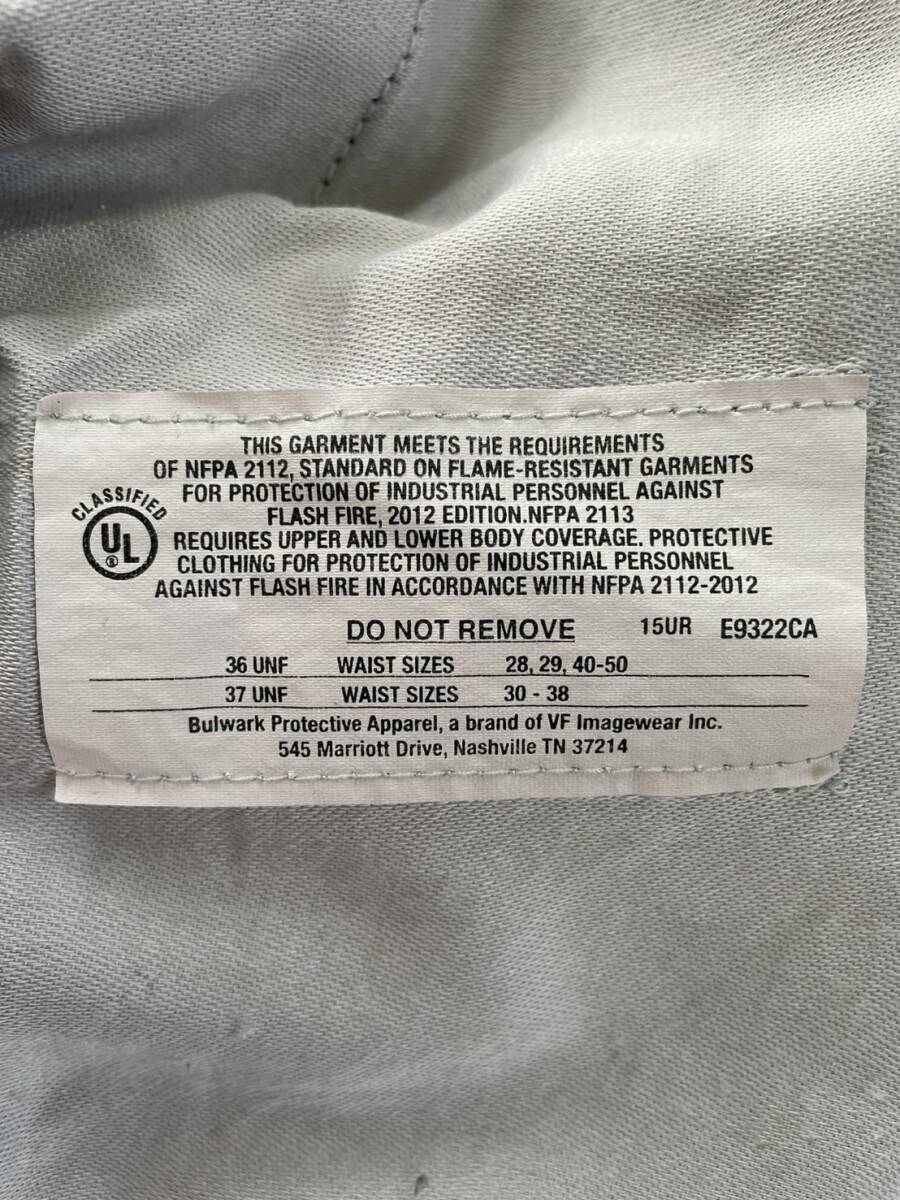 THIS GARMENT MEETS THE REQUIREMENTS
OF NFPA 2112, STANDARD ON FLAME-RESISTANT GARMENTS
FOR PROTECTION OF INDUSTRIAL PERSONNEL AGAINST
FLASH FIRE, 2012 EDITION.NFPA 2113
REQUIRES UPPER AND LOWER BODY COVERAGE. PROTECTIVE
CLOTHING FOR PROTECTION OF INDUSTRIAL PERSONNEL
AGAINST FLASH FIRE IN ACCORDANCE WITH NFPA 2112-2012
CLASSIFIED
UL®
DO NOT REMOVE 15UR E9322CA
36 UNF WAIST SIZES 28, 29, 40-50
37 UNF WAIST SIZES 30 - 38
Bulwark Protective Apparel, a brand of VF Imagewear Inc.
545 Marriott Drive, Nashville TN 37214